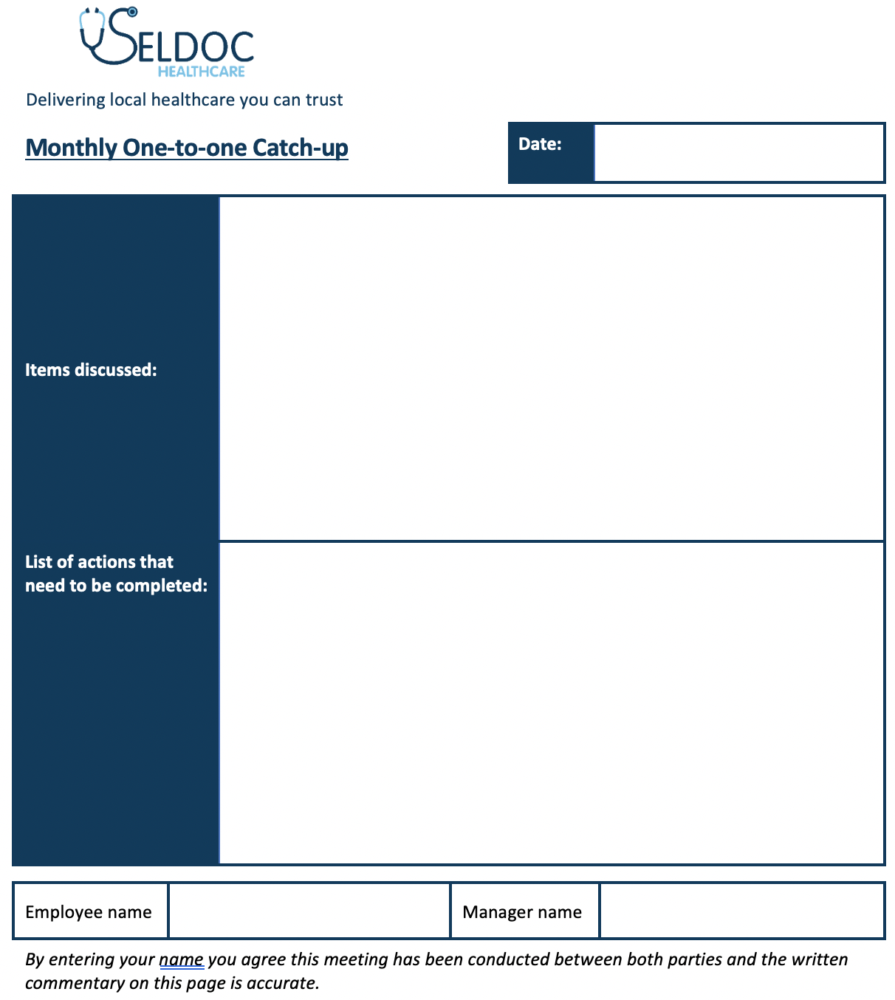 SELDOC
HEALTHCARE
Delivering local healthcare you can trust
Monthly One-to-one Catch-up
Date:
Items discussed:
List of actions that
need to be completed:
Employee name
Manager name
By entering your name you agree this meeting has been conducted between both parties and the written
commentary on this page is accurate.